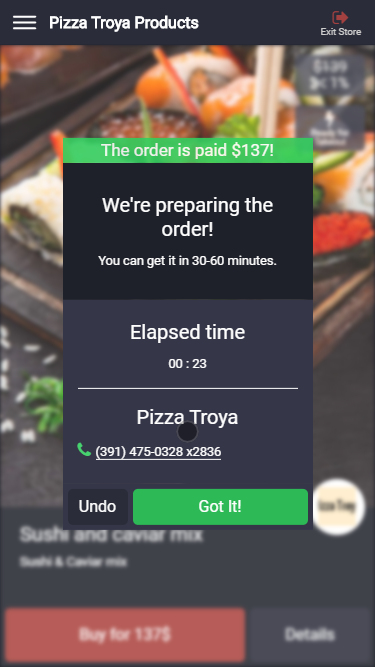 Pizza Troya Products
Exit Store
$139
The order is paid $137!
We're preparing the
order!
You can get it in 30-60 minutes.
Elapsed time
00 : 23
Pizza Troya
(391) 475-0328 x2836
Undo
Got It!
Sushi and caviar mix
Sushi & Caviar mix
Buy for 137$
Details